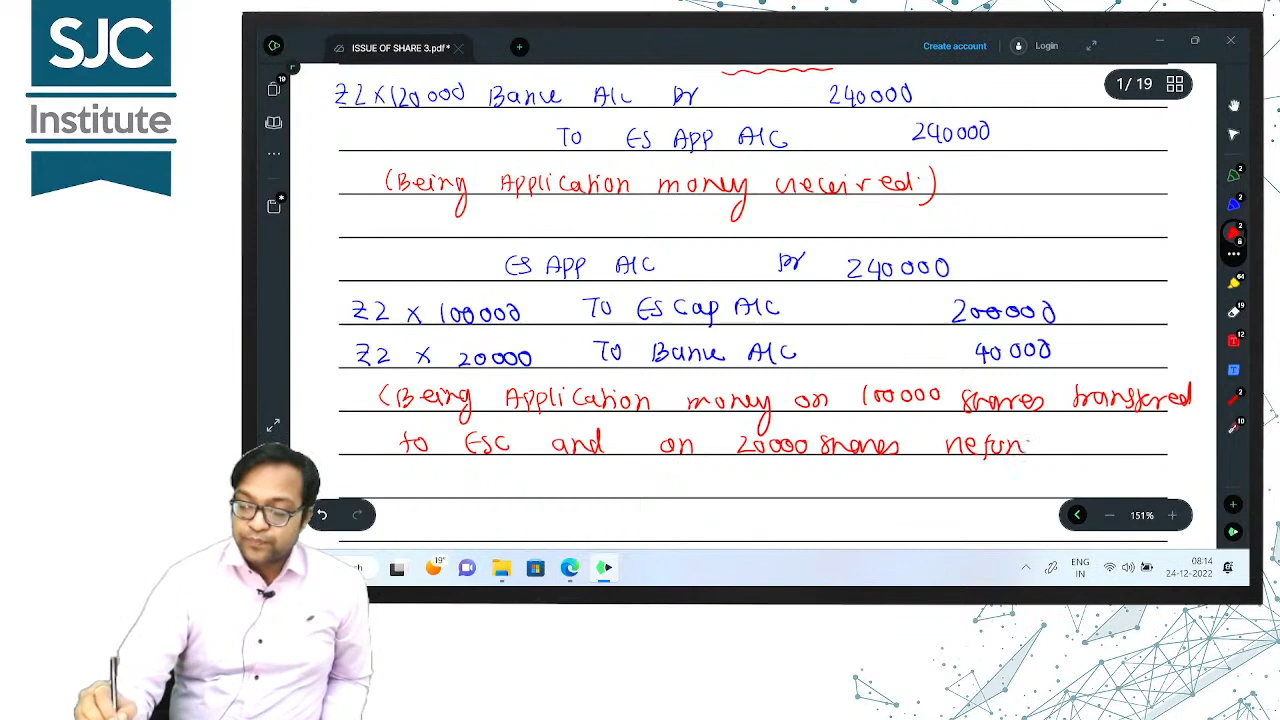 SJC
Institute
ISSUE OF SHARE 3.pdf*
Create account
Login
1/19
₹2×120000 Bank A/c Dr 240000
To ES App A/C 240000
(Being Application money received.)
ES App A/C Dr 240000
₹2 × 100000 To ES Cap A/C 200000
₹2 × 20000 To Bank A/C 40000
(Being Application money on 100000 shares transfered
to ESC and on 20000 shares refun
151%
19°
ENG
IN
08:14
24-12-2022